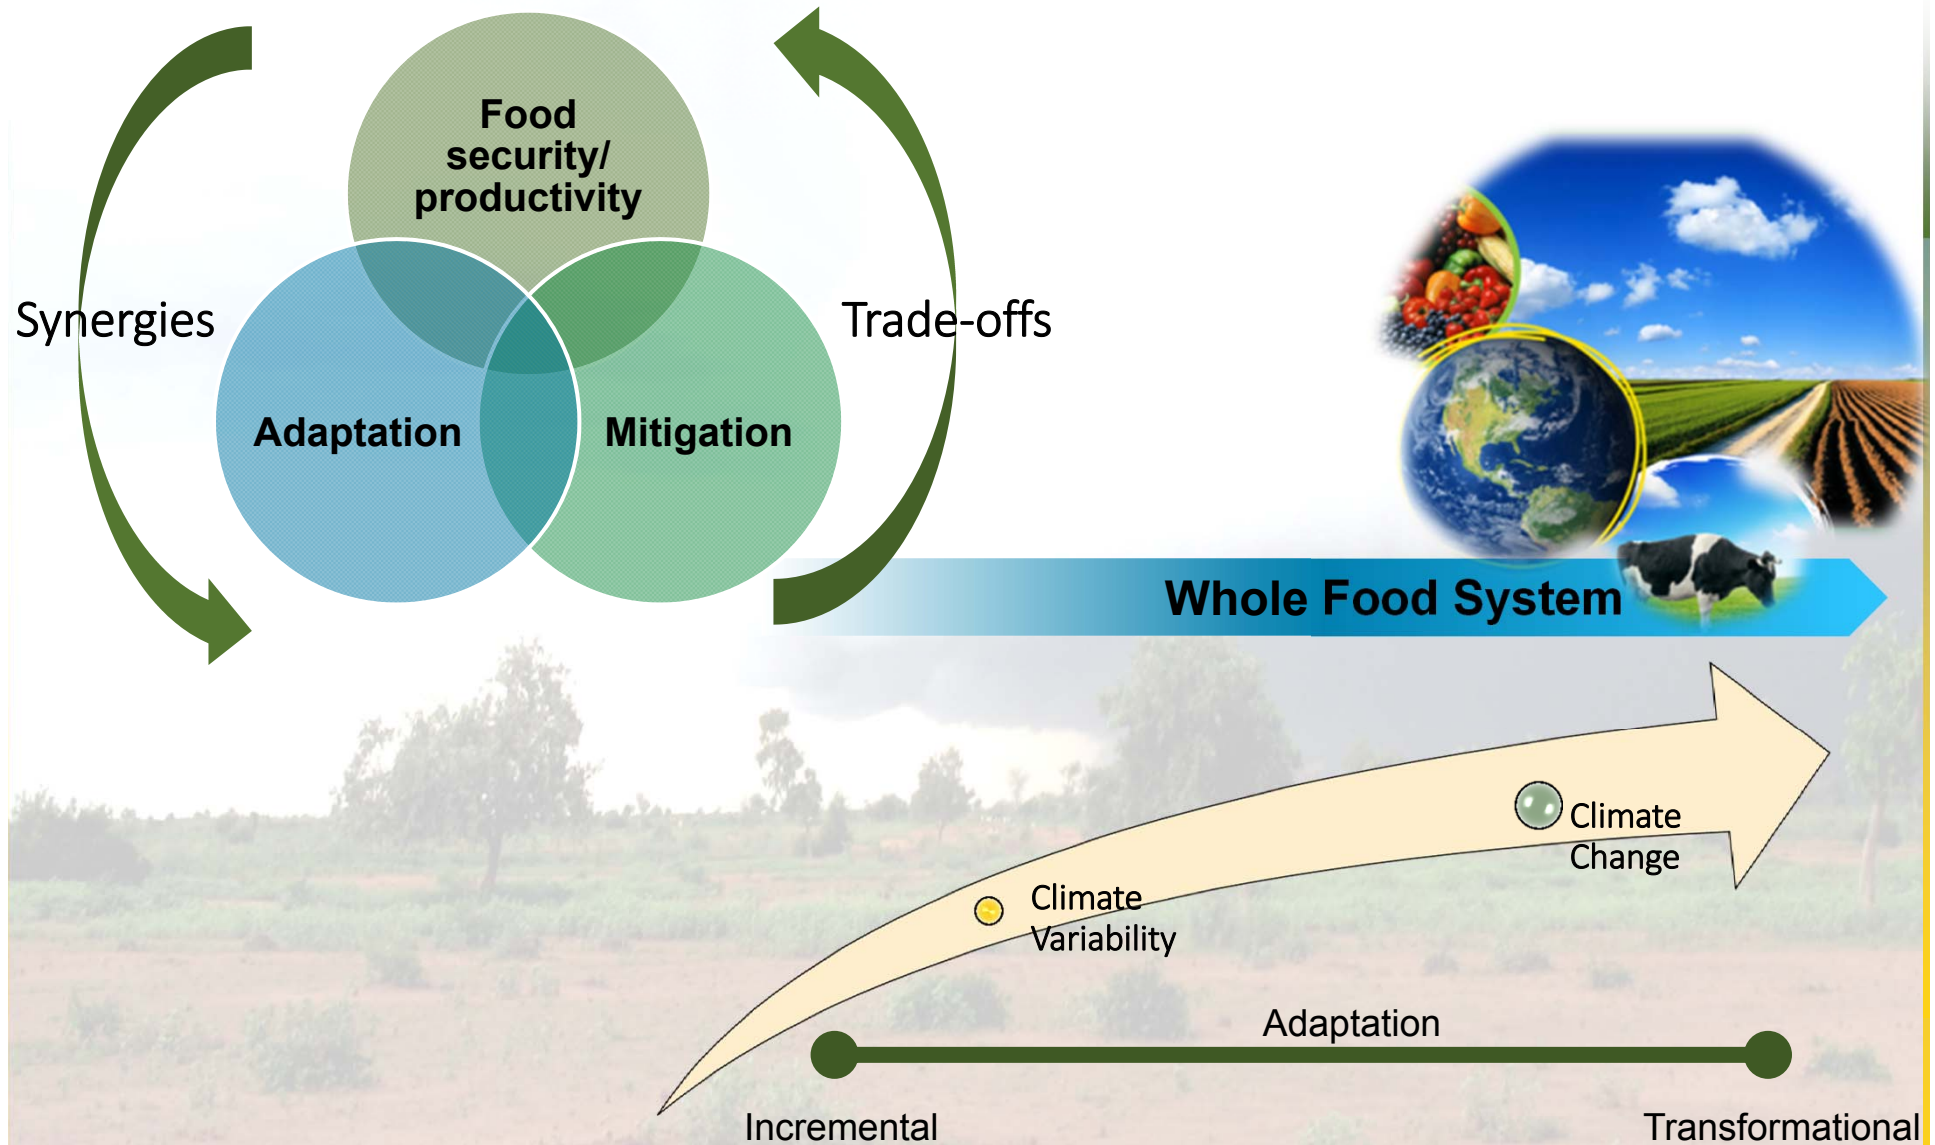 Food
security/
productivity
Synergies
Trade-offs
Adaptation
Mitigation
Whole Food System
Climate
Change
Climate
Variability
Adaptation
Incremental
Transformational